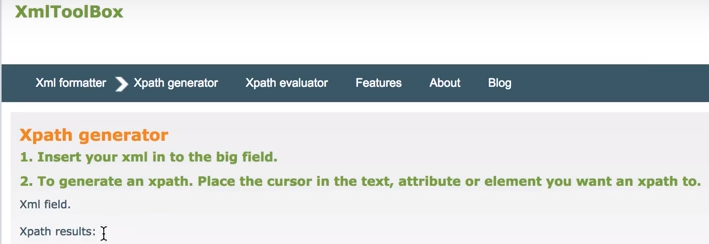 XmlToolBox
Xml formatter Xpath generator Xpath evaluator Features About Blog
Xpath generator
1. Insert your xml in to the big field.
2. To generate an xpath. Place the cursor in the text, attribute or element you want an xpath to.
Xml field.
Xpath results: